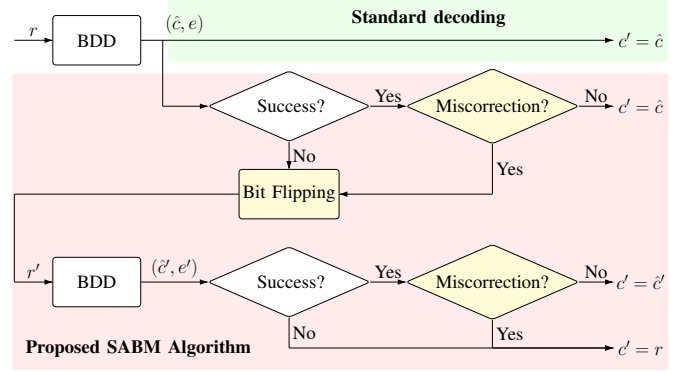 Standard decoding
r
BDD
(ĉ, e)
c′ = ĉ
Success?
Yes
Miscorrection?
No
c′ = ĉ
No
Yes
Bit Flipping
r′
BDD
(ĉ′, e′)
Success?
Yes
Miscorrection?
No
c′ = ĉ′
No
Yes
c′ = r
Proposed SABM Algorithm